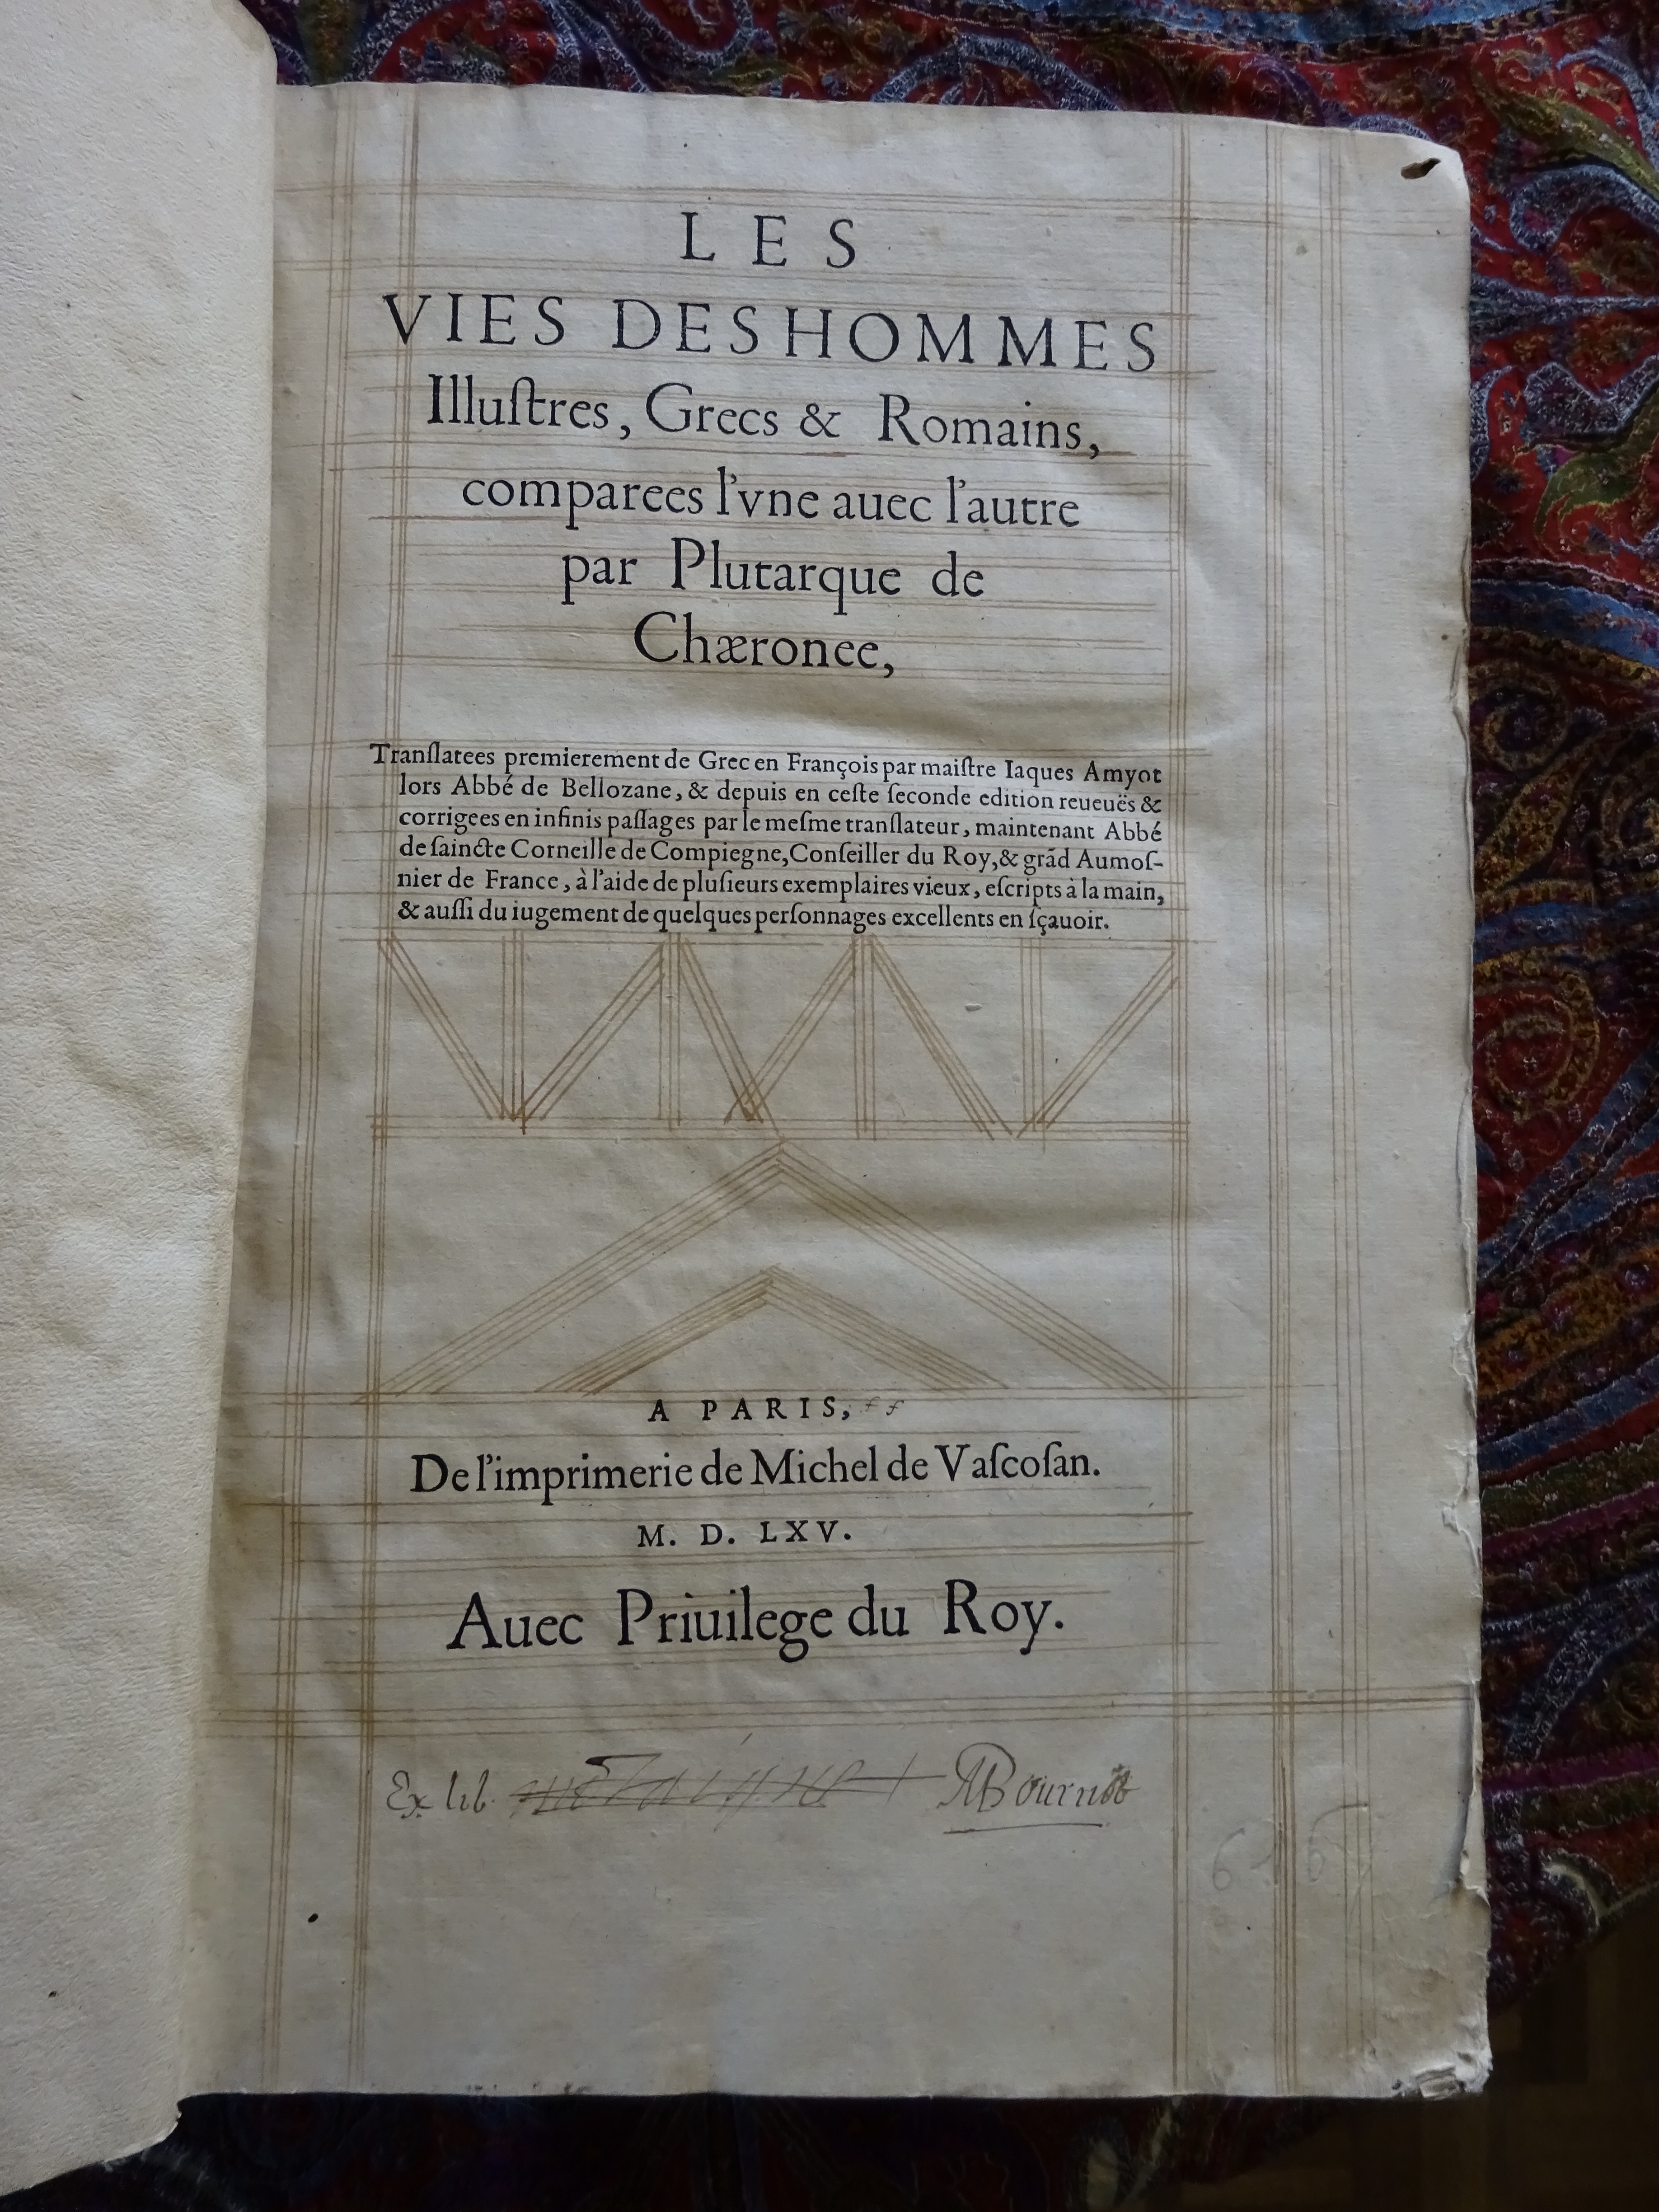 LES
VIES DES HOMMES
Illuſtres, Grecs & Romains,
comparees l'vne auec l'autre
par Plutarque de
Chæronee,
Tranſlatees premierement de Grec en François par maiſtre Iaques Amyot
lors Abbé de Bellozane, & depuis en ceſte ſeconde edition reueuës &
corrigees en infinis paſſages par le meſme tranſlateur, maintenant Abbé
de ſaincte Corneille de Compiegne, Conſeiller du Roy, & grãd Aumoſ-
nier de France, à l'aide de pluſieurs exemplaires vieux, eſcripts à la main,
& auſſi du iugement de quelques perſonnages excellents en ſçauoir.
A PARIS,
De l'imprimerie de Michel de Vaſcoſan.
M. D. LXV.
Auec Priuilege du Roy.
Ex lib.